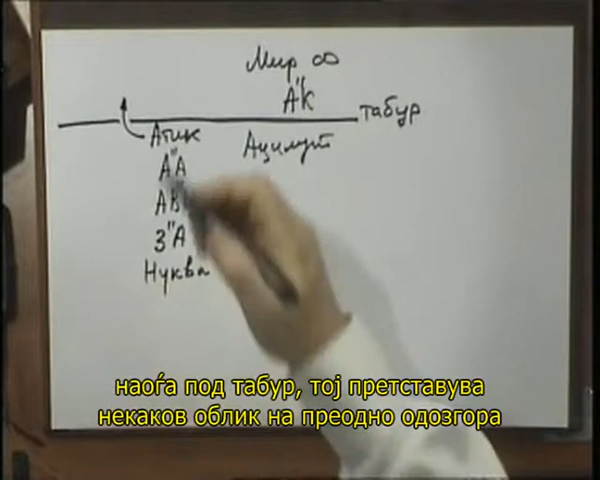 Мир ∞
А"К
табур
Атик
Ацилут
А"А
АВ
З"А
Нуква
наоѓа под табур, тој претставува
некаков облик на преодно одозгора